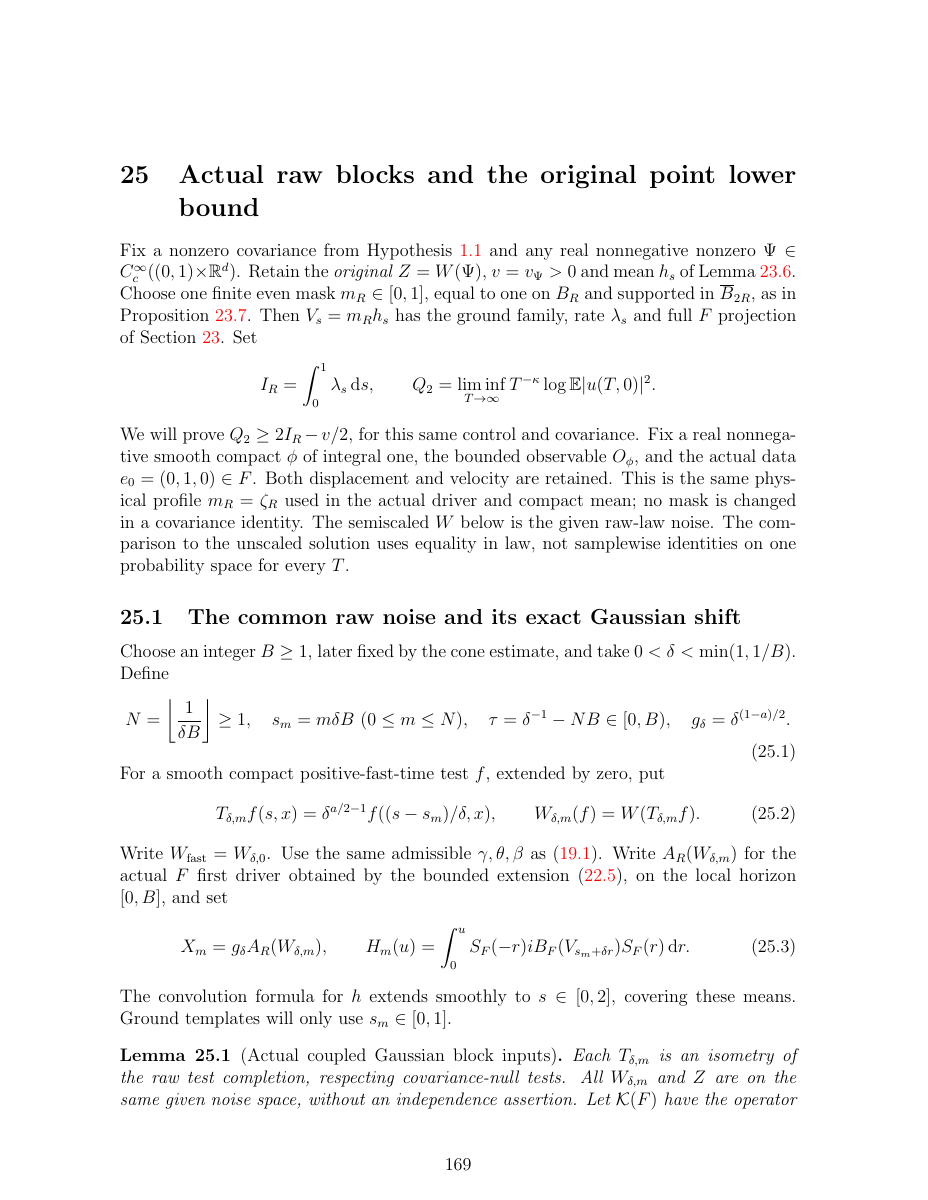 25 Actual raw blocks and the original point lower
bound
Fix a nonzero covariance from Hypothesis 1.1 and any real nonnegative nonzero Ψ ∈
C_c^∞((0, 1)×ℝ^d). Retain the original Z = W(Ψ), v = v_Ψ > 0 and mean h_s of Lemma 23.6.
Choose one finite even mask m_R ∈ [0, 1], equal to one on B_R and supported in B̅_{2R}, as in
Proposition 23.7. Then V_s = m_R h_s has the ground family, rate λ_s and full F projection
of Section 23. Set
I_R = ∫_0^1 λ_s ds, Q_2 = lim inf_{T→∞} T^{−κ} log 𝔼|u(T, 0)|^2.
We will prove Q_2 ≥ 2I_R − v/2, for this same control and covariance. Fix a real nonnega-
tive smooth compact ϕ of integral one, the bounded observable O_ϕ, and the actual data
e_0 = (0, 1, 0) ∈ F. Both displacement and velocity are retained. This is the same phys-
ical profile m_R = ζ_R used in the actual driver and compact mean; no mask is changed
in a covariance identity. The semiscaled W below is the given raw-law noise. The com-
parison to the unscaled solution uses equality in law, not samplewise identities on one
probability space for every T.
25.1 The common raw noise and its exact Gaussian shift
Choose an integer B ≥ 1, later fixed by the cone estimate, and take 0 < δ < min(1, 1/B).
Define
N = ⌊1/(δB)⌋ ≥ 1, s_m = mδB (0 ≤ m ≤ N), τ = δ^{−1} − NB ∈ [0, B), g_δ = δ^{(1−a)/2}.
(25.1)
For a smooth compact positive-fast-time test f, extended by zero, put
T_{δ,m}f(s, x) = δ^{a/2−1}f((s − s_m)/δ, x), W_{δ,m}(f) = W(T_{δ,m}f). (25.2)
Write W_fast = W_{δ,0}. Use the same admissible γ, θ, β as (19.1). Write A_R(W_{δ,m}) for the
actual F first driver obtained by the bounded extension (22.5), on the local horizon
[0, B], and set
X_m = g_δ A_R(W_{δ,m}), H_m(u) = ∫_0^u S_F(−r)iB_F(V_{s_m+δr})S_F(r) dr. (25.3)
The convolution formula for h extends smoothly to s ∈ [0, 2], covering these means.
Ground templates will only use s_m ∈ [0, 1].
Lemma 25.1 (Actual coupled Gaussian block inputs). Each T_{δ,m} is an isometry of
the raw test completion, respecting covariance-null tests. All W_{δ,m} and Z are on the
same given noise space, without an independence assertion. Let 𝒦(F) have the operator
169